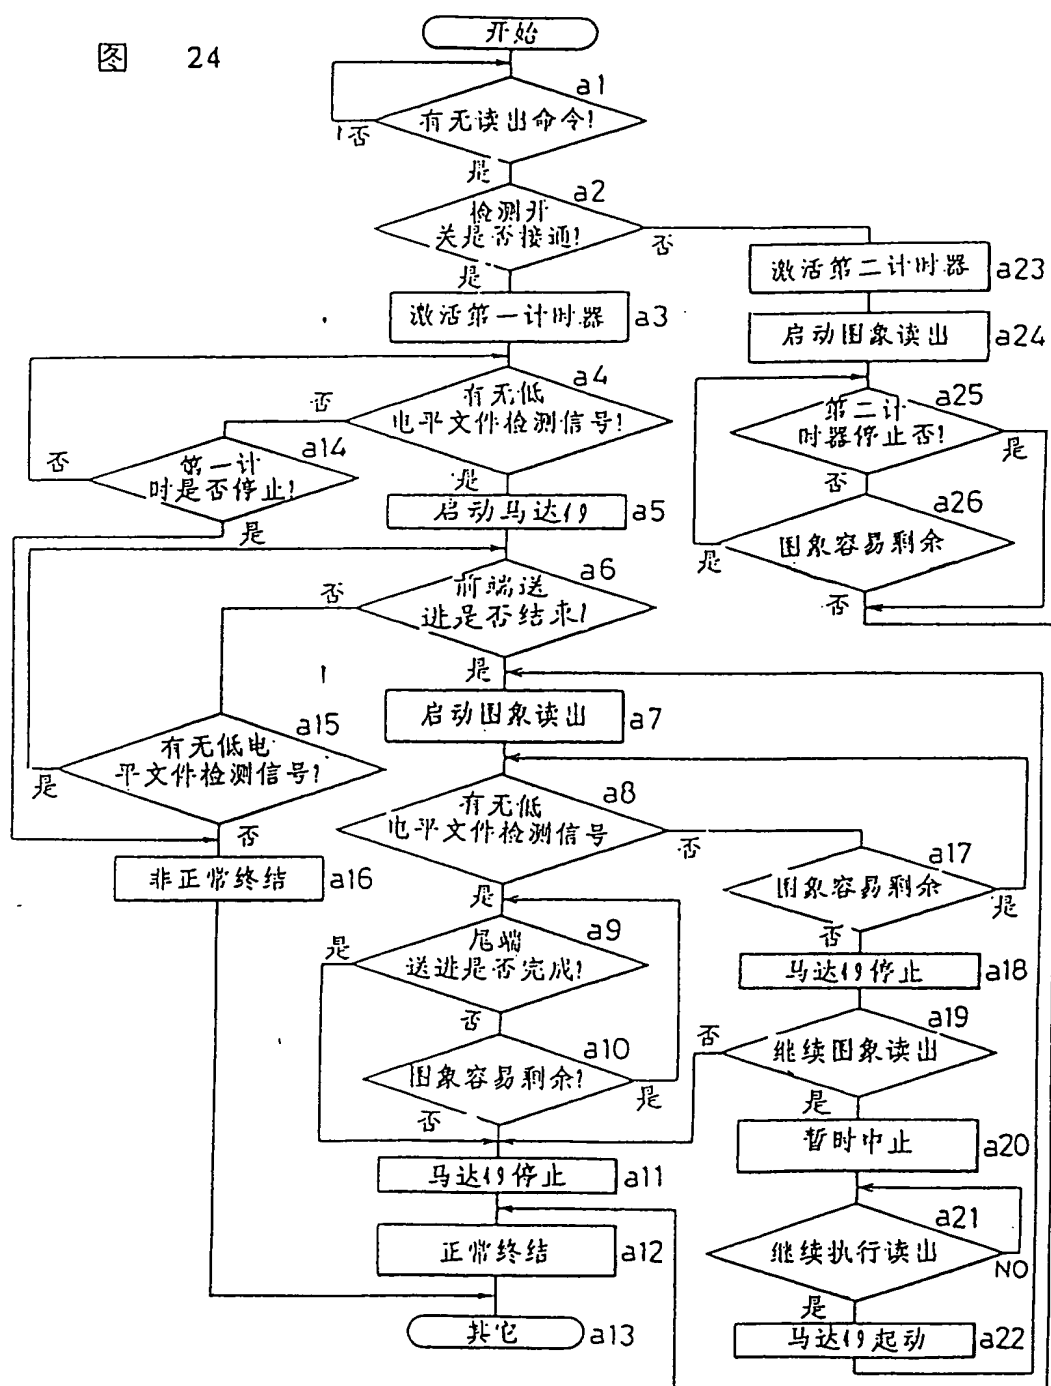 图 24
开始
a1
有无读出命令!
否
是
a2
检测开
关是否接通!
否
是
激活第二计时器 a23
激活第一计时器 a3
启动图象读出 a24
a4
有无低
电平文件检测信号!
否
是
a25
第二计
时器停止否!
是
否
a14
第一计
时是否停止!
否
是
启动马达19 a5
a26
图象容易剩余
是
否
a6
前端送
进是否结束!
否
是
启动图象读出 a7
a15
有无低电
平文件检测信号?
是
否
a8
有无低
电平文件检测信号
否
是
非正常终结 a16
a17
图象容易剩余
是
否
a9
尾端
送进是否完成!
是
否
马达19停止 a18
a10
图象容易剩余?
是
否
a19
继续图象读出
否
是
暂时中止 a20
马达19停止 a11
a21
继续执行读出
NO
是
正常终结 a12
其它 a13
马达19起动 a22